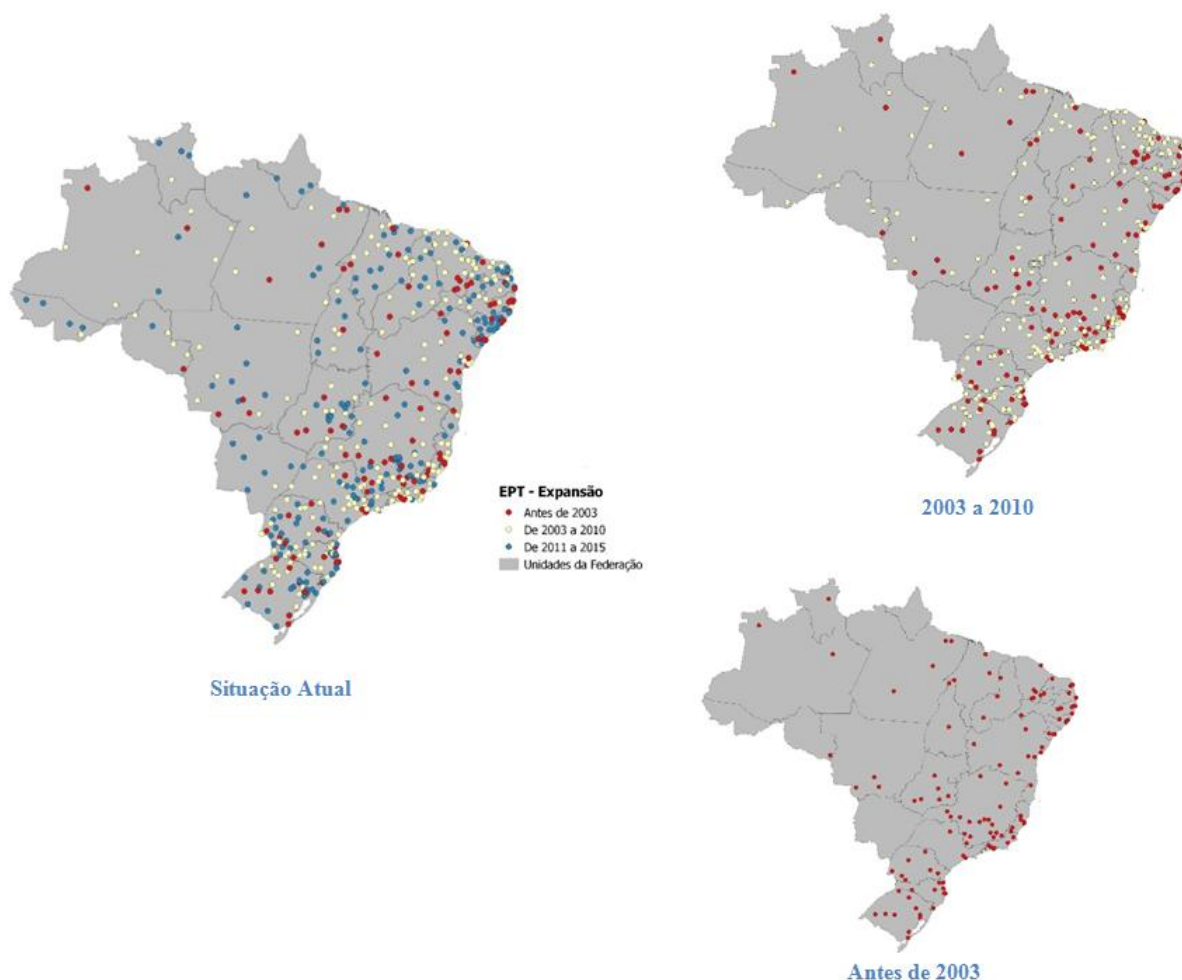 2003 a 2010
EPT - Expansão
Antes de 2003
De 2003 a 2010
De 2011 a 2015
Unidades da Federação
Situação Atual
Antes de 2003